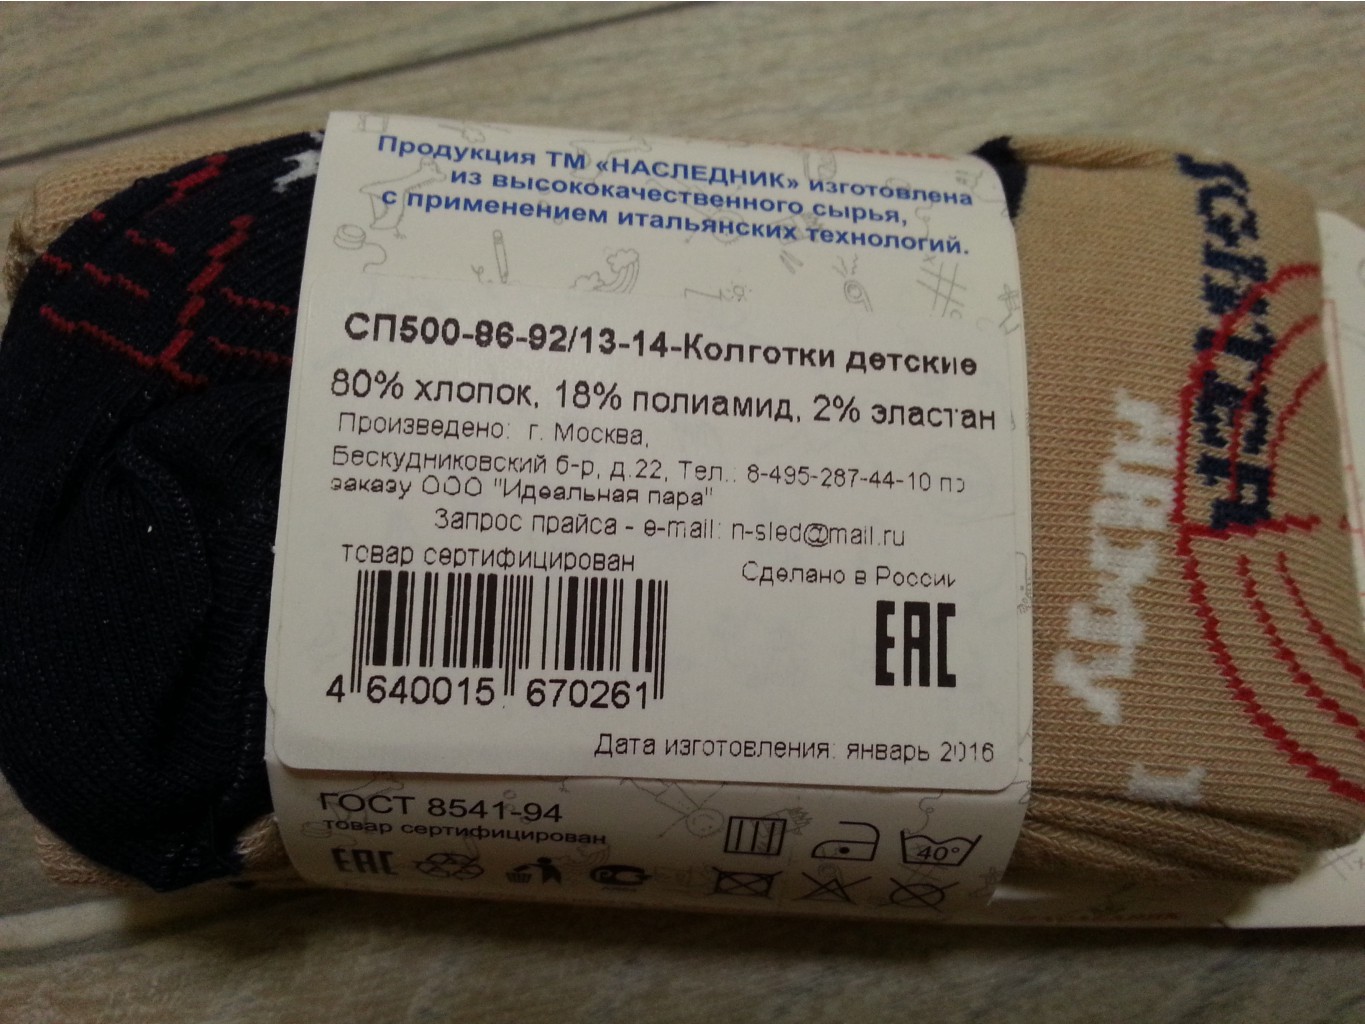 Продукция ТМ «НАСЛЕДНИК» изготовлена
из высококачественного сырья,
с применением итальянских технологий.
СП500-86-92/13-14-Колготки детские
80% хлопок, 18% полиамид, 2% эластан
Произведено: г. Москва,
Бескудниковский б-р, д.22, Тел.: 8-495-287-44-10 по
заказу ООО "Идеальная пара"
Запрос прайса - e-mail: n-sled@mail.ru
товар сертифицирован
Сделано в России
EAC
4 640015 670261
Дата изготовления: январь 2016
ГОСТ 8541-94
товар сертифицирован
EAC
40°